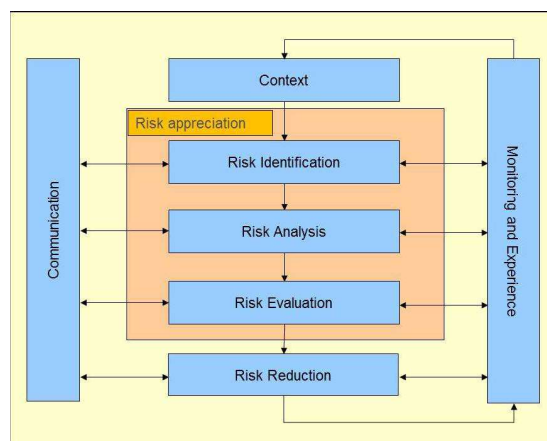 Context
Risk appreciation
Risk Identification
Risk Analysis
Risk Evaluation
Risk Reduction
Communication
Monitoring and Experience